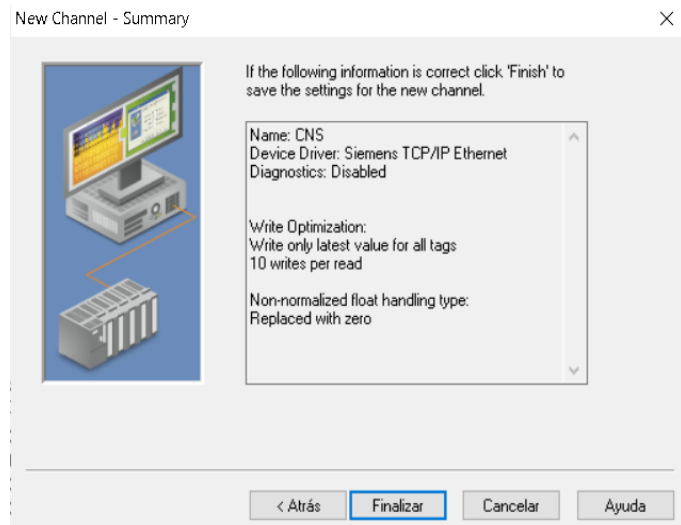 New Channel - Summary
If the following information is correct click 'Finish' to
save the settings for the new channel.
Name: CNS
Device Driver: Siemens TCP/IP Ethernet
Diagnostics: Disabled
Write Optimization:
Write only latest value for all tags
10 writes per read
Non-normalized float handling type:
Replaced with zero
< Atrás
Finalizar
Cancelar
Ayuda